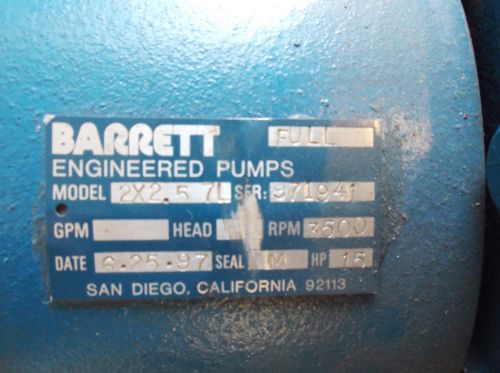 BARRETT FULL
ENGINEERED PUMPS
MODEL 2X2.5 7L SER: 971941
GPM HEAD RPM 3500
DATE 6-25-97 SEAL M HP 15
SAN DIEGO, CALIFORNIA 92113